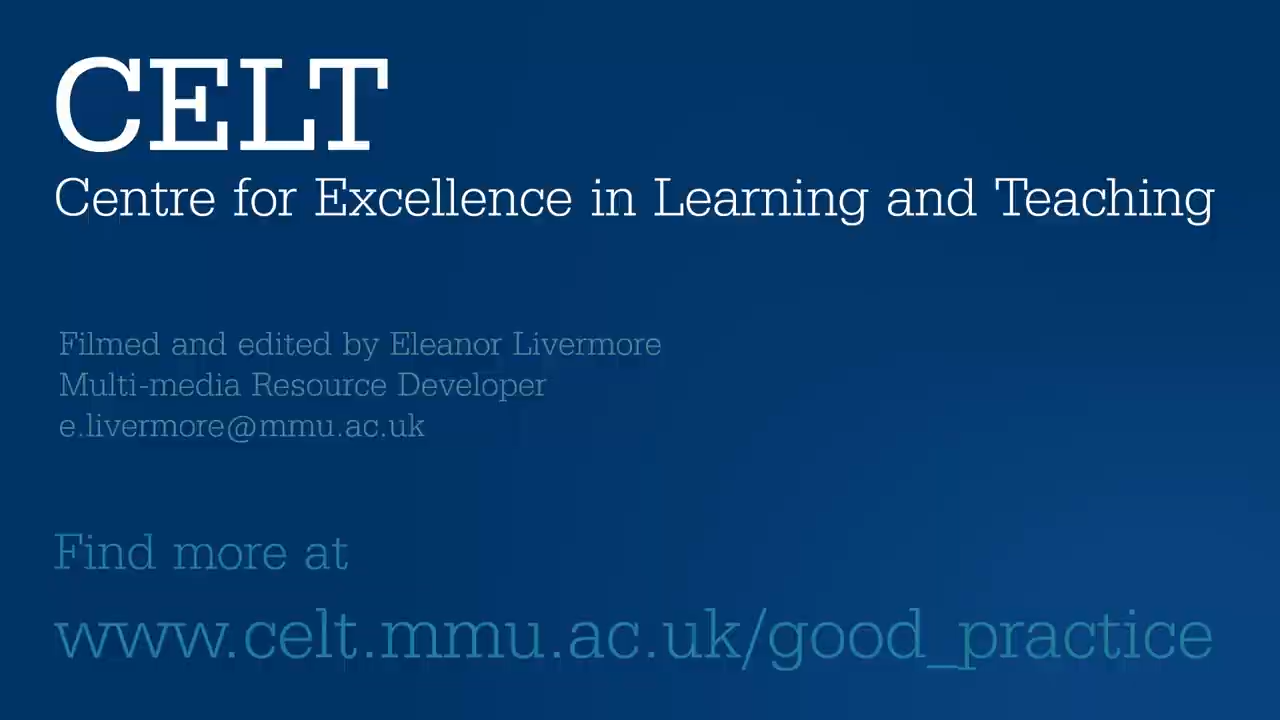 CELT
Centre for Excellence in Learning and Teaching
Filmed and edited by Eleanor Livermore
Multi-media Resource Developer
e.livermore@mmu.ac.uk
Find more at
www.celt.mmu.ac.uk/good_practice